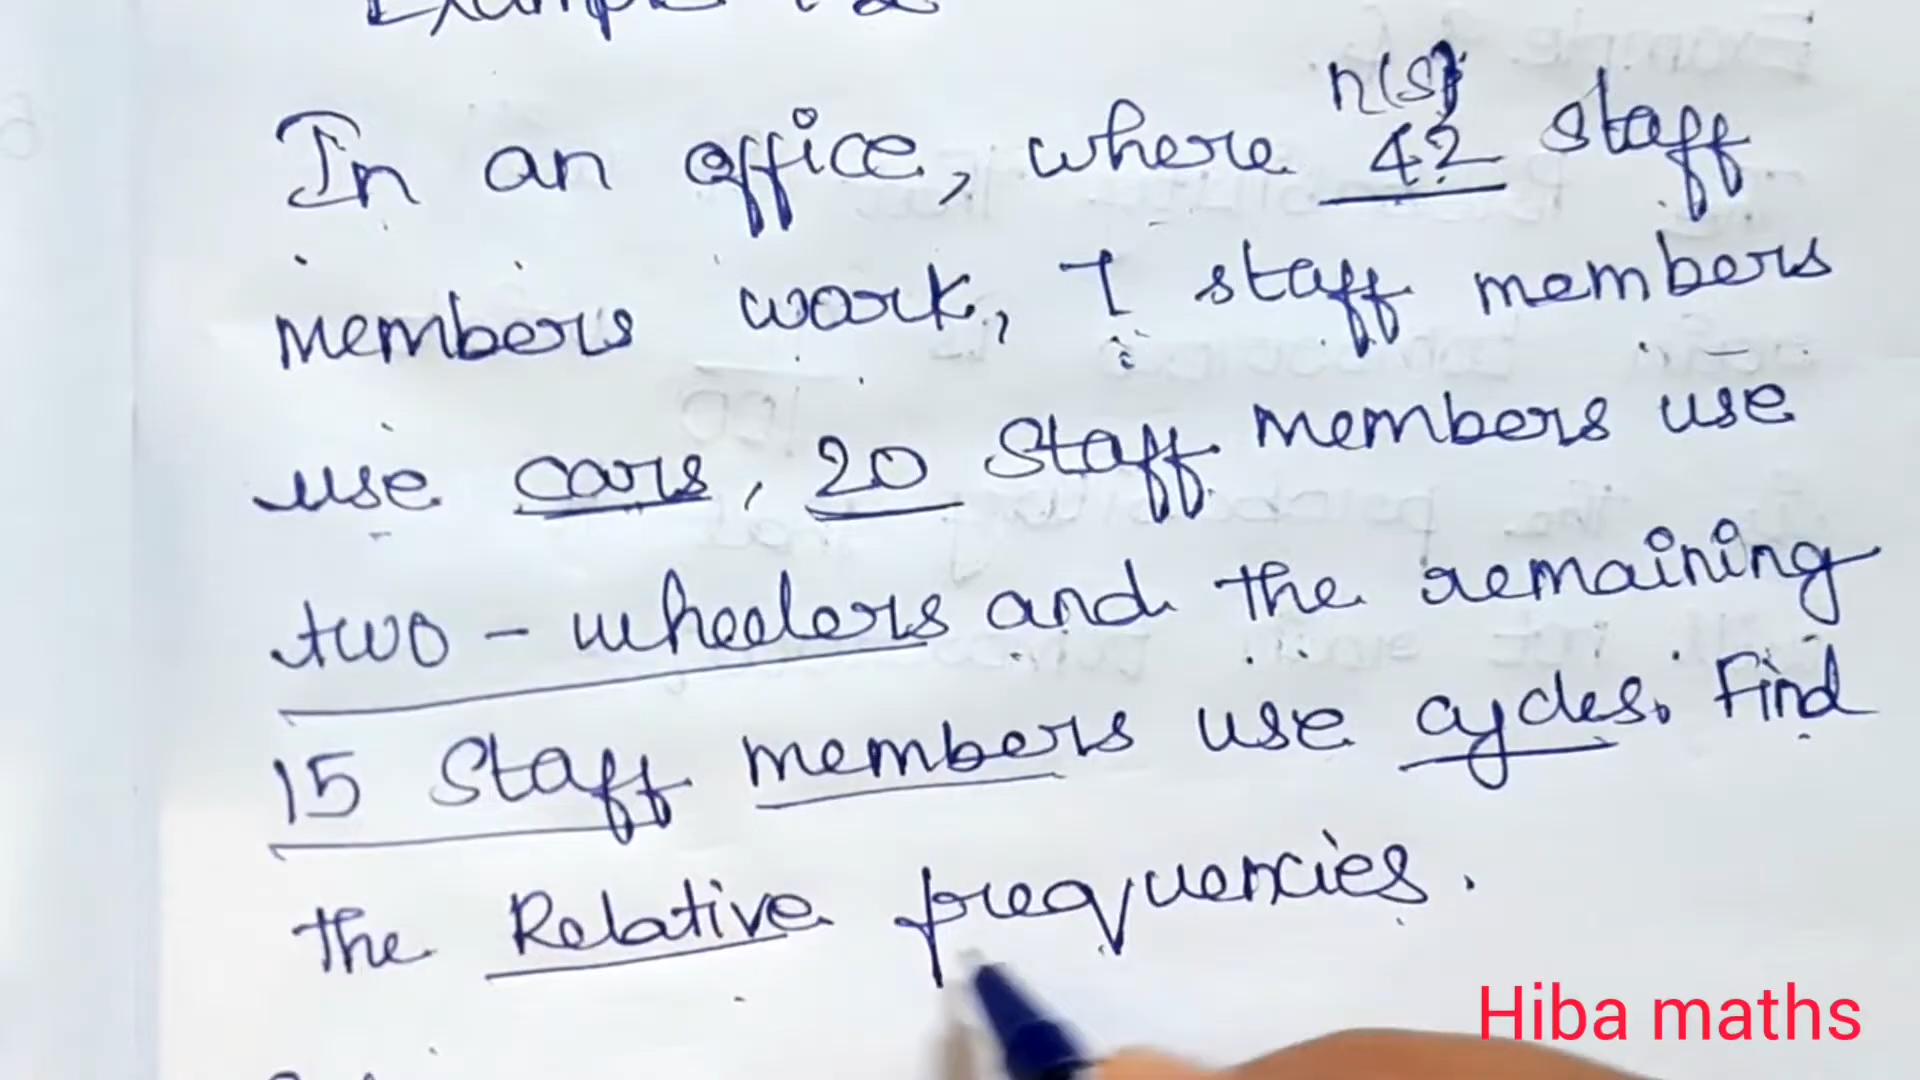 n(S)
In an office, where 42 staff
members work, 7 staff members
use cars, 20 staff members use
two-wheelers and the remaining
15 staff members use cycles. Find
the Relative frequencies.
Hiba maths